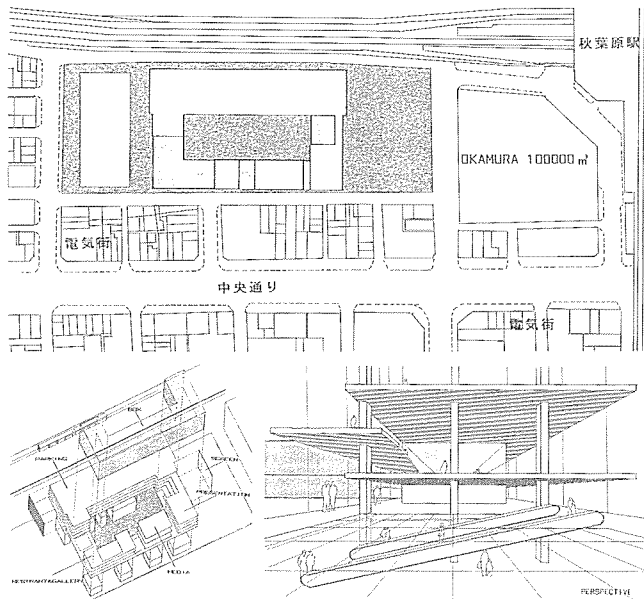 秋葉原駅
OKAMURA 100000㎡
電気街
中央通り
電気街
BOX
PARKING
SCREEN
PRESENTATION
MEDIA
PERSPECTIVE